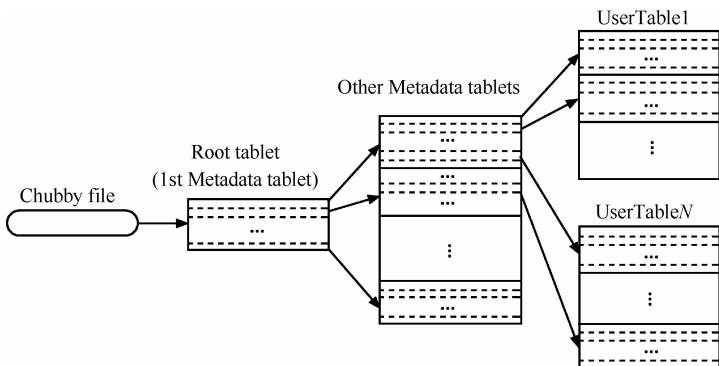 UserTable1
...
...
⋮
Other Metadata tablets
...
...
...
⋮
...
Root tablet
(1st Metadata tablet)
...
Chubby file
UserTableN
...
⋮
...